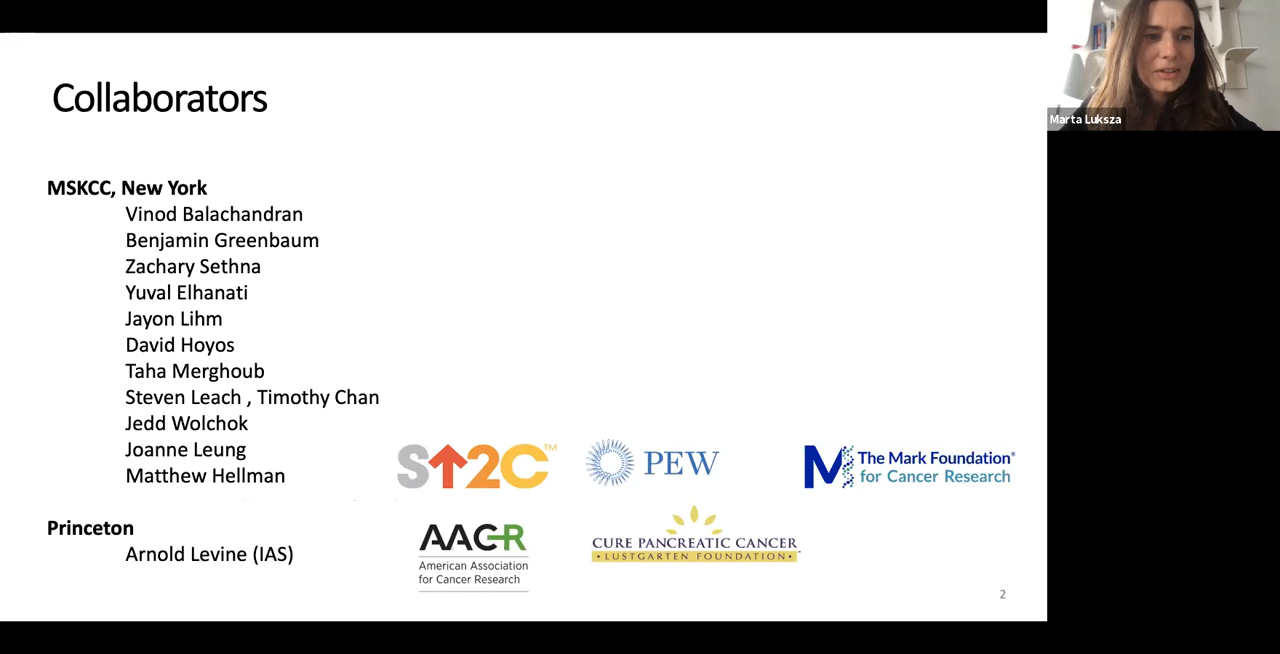 Collaborators
MSKCC, New York
Vinod Balachandran
Benjamin Greenbaum
Zachary Sethna
Yuval Elhanati
Jayon Lihm
David Hoyos
Taha Merghoub
Steven Leach , Timothy Chan
Jedd Wolchok
Joanne Leung
Matthew Hellman
Princeton
Arnold Levine (IAS)
SU2C™
PEW
M The Mark Foundation®
for Cancer Research
AACR
American Association
for Cancer Research
CURE PANCREATIC CANCER
• LUSTGARTEN FOUNDATION •
2
Marta Luksza